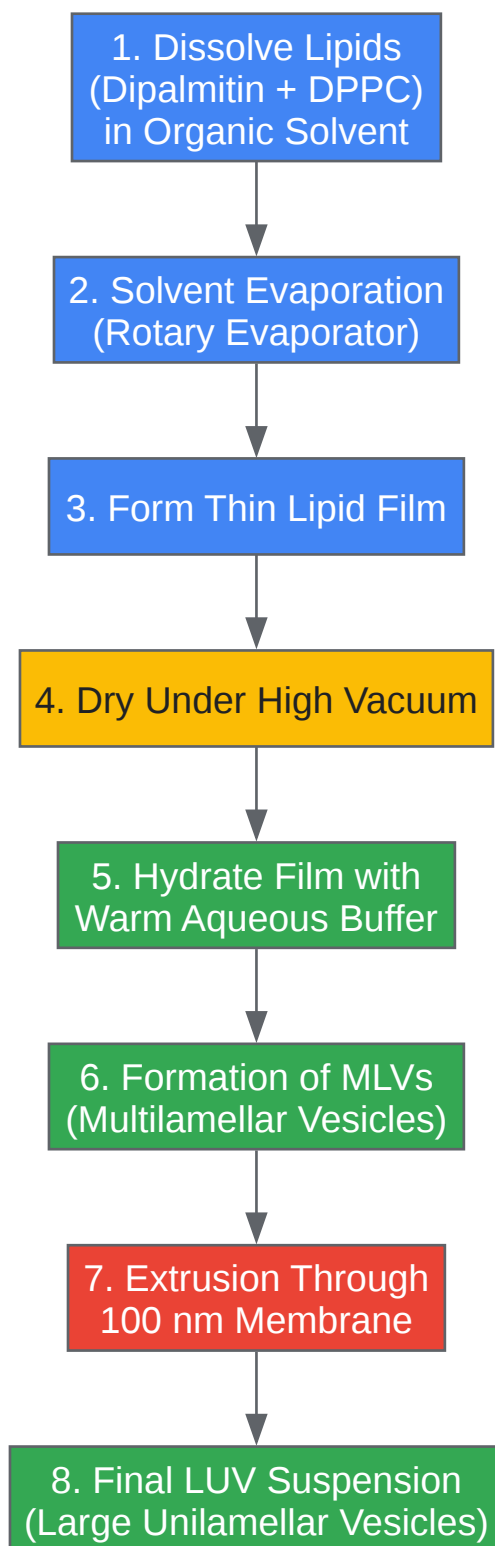 1. Dissolve Lipids
(Dipalmitin + DPPC)
in Organic Solvent
2. Solvent Evaporation
(Rotary Evaporator)
3. Form Thin Lipid Film
4. Dry Under High Vacuum
5. Hydrate Film with
Warm Aqueous Buffer
6. Formation of MLVs
(Multilamellar Vesicles)
7. Extrusion Through
100 nm Membrane
8. Final LUV Suspension
(Large Unilamellar Vesicles)